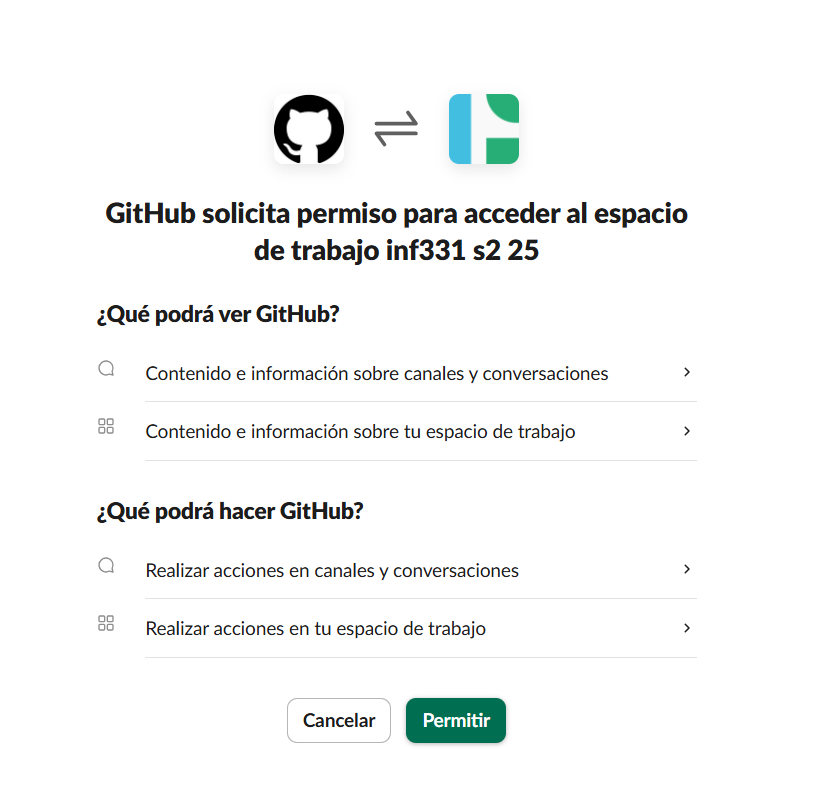 GitHub solicita permiso para acceder al espacio
de trabajo inf331 s2 25
¿Qué podrá ver GitHub?
Contenido e información sobre canales y conversaciones
Contenido e información sobre tu espacio de trabajo
¿Qué podrá hacer GitHub?
Realizar acciones en canales y conversaciones
Realizar acciones en tu espacio de trabajo
Cancelar Permitir